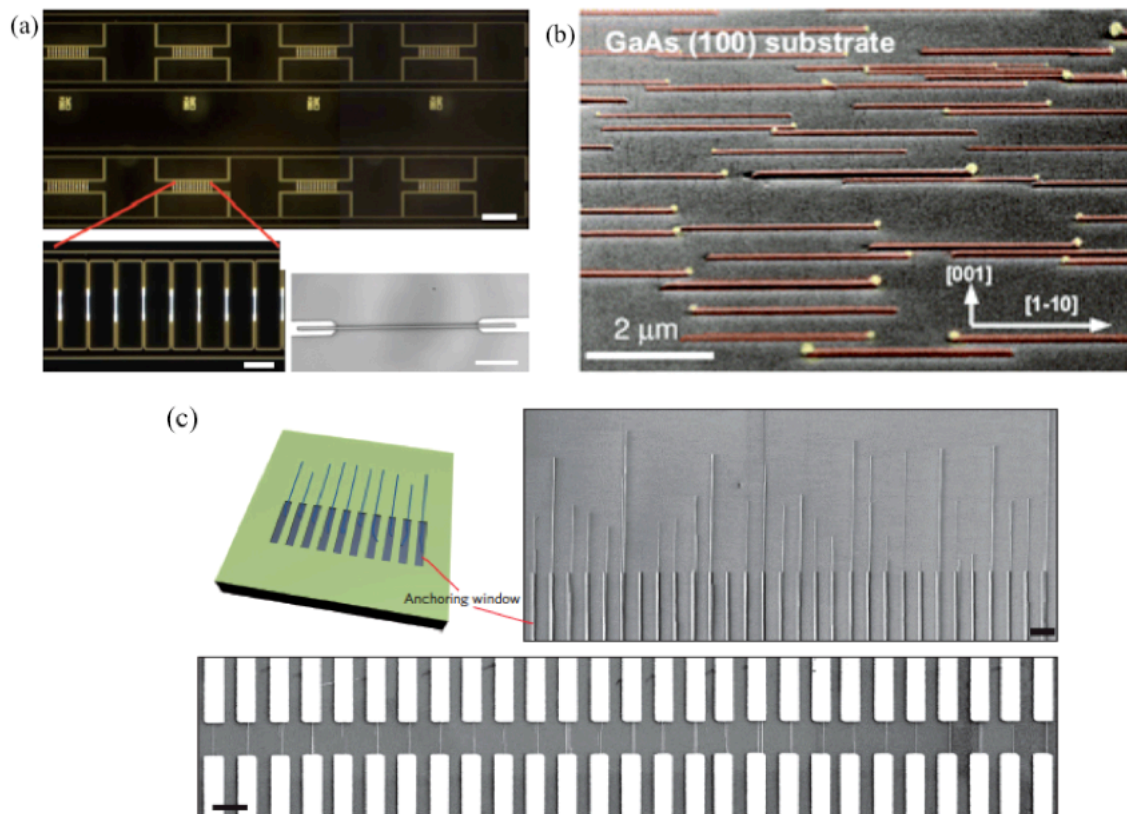 (a)
(b)
GaAs (100) substrate
[001]
[1-10]
2 μm
(c)
Anchoring window